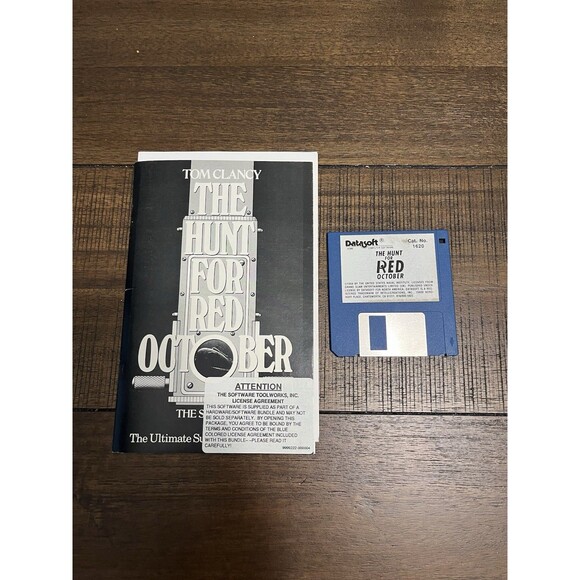 TOM CLANCY
THE
HUNT
FOR
RED
OCTOBER
THE S
The Ultimate Su
ATTENTION
THE SOFTWARE TOOLWORKS, INC.
LICENSE AGREEMENT
THIS SOFTWARE IS SUPPLIED AS PART OF A
HARDWARE/SOFTWARE BUNDLE AND MAY NOT
BE SOLD SEPARATELY. BY OPENING THIS
PACKAGE, YOU AGREE TO BE BOUND BY THE
TERMS AND CONDITIONS OF THE BLUE
COLORED LICENSE AGREEMENT INCLUDED
WITH THIS BUNDLE---PLEASE READ IT
CAREFULLY!
Datasoft®
Cat. No.
1420
THE HUNT
FOR
RED
OCTOBER